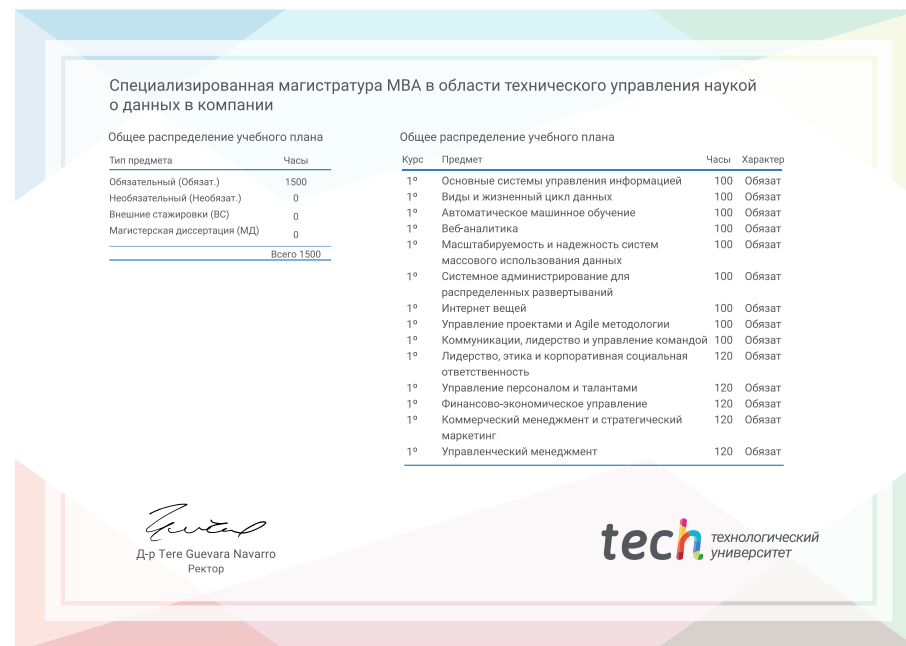 Специализированная магистратура MBA в области технического управления наукой
о данных в компании
Общее распределение учебного плана
Тип предмета Часы
Обязательный (Обязат.) 1500
Необязательный (Необязат.) 0
Внешние стажировки (ВС) 0
Магистерская диссертация (МД) 0
Всего 1500
Общее распределение учебного плана
Курс Предмет Часы Характер
1º Основные системы управления информацией 100 Обязат
1º Виды и жизненный цикл данных 100 Обязат
1º Автоматическое машинное обучение 100 Обязат
1º Веб-аналитика 100 Обязат
1º Масштабируемость и надежность систем 100 Обязат
массового использования данных
1º Системное администрирование для 100 Обязат
распределенных развертываний
1º Интернет вещей 100 Обязат
1º Управление проектами и Agile методологии 100 Обязат
1º Коммуникации, лидерство и управление командой 100 Обязат
1º Лидерство, этика и корпоративная социальная 120 Обязат
ответственность
1º Управление персоналом и талантами 120 Обязат
1º Финансово-экономическое управление 120 Обязат
1º Коммерческий менеджмент и стратегический 120 Обязат
маркетинг
1º Управленческий менеджмент 120 Обязат
Д-р Tere Guevara Navarro
Ректор
tech технологический
университет